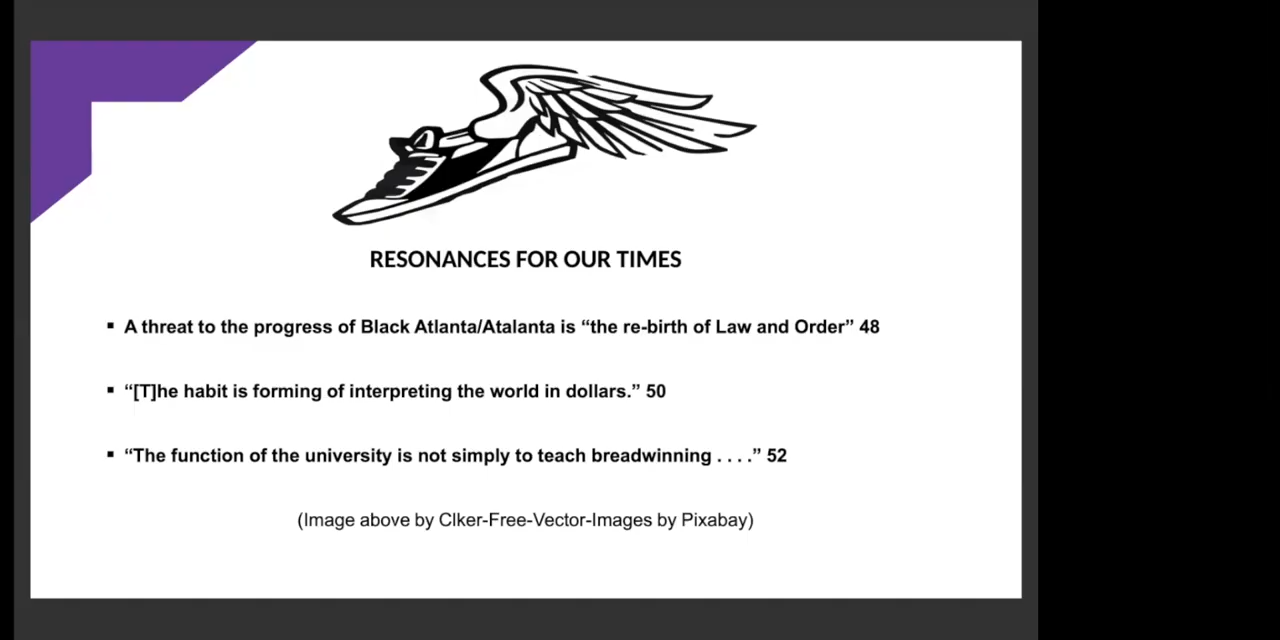 RESONANCES FOR OUR TIMES
▪ A threat to the progress of Black Atlanta/Atalanta is “the re-birth of Law and Order” 48
▪ “[T]he habit is forming of interpreting the world in dollars.” 50
▪ “The function of the university is not simply to teach breadwinning . . . .” 52
(Image above by Clker-Free-Vector-Images by Pixabay)